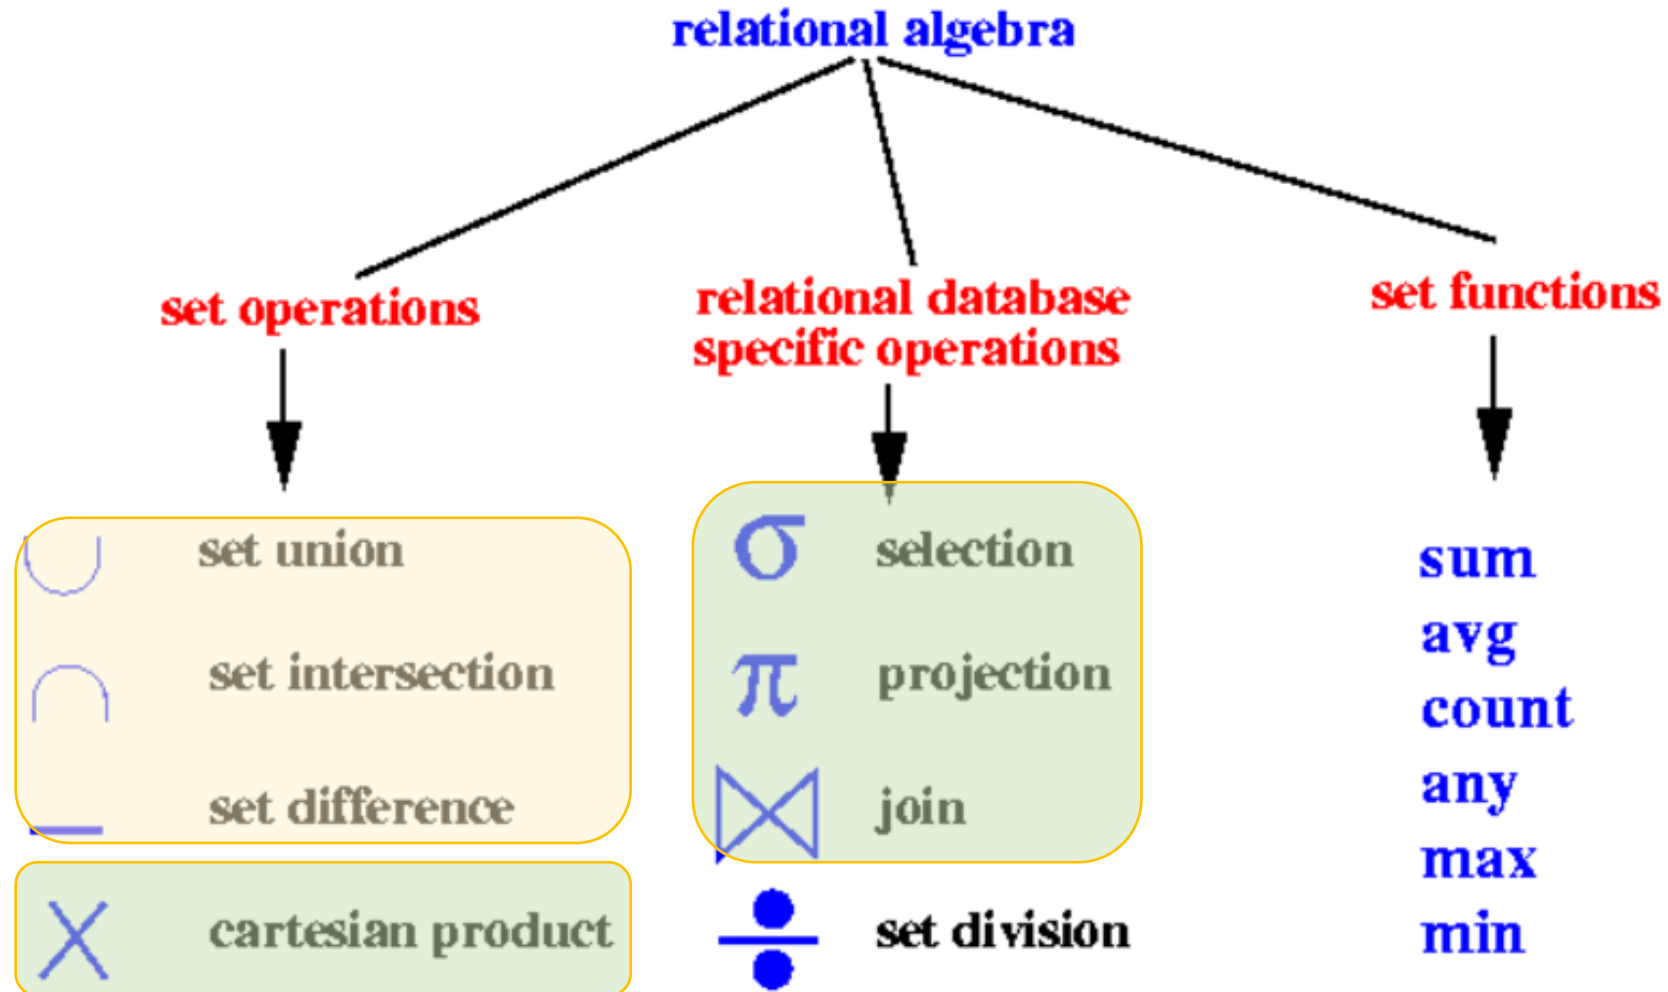 relational algebra
set operations
relational database
specific operations
set functions
∪ set union
∩ set intersection
− set difference
× cartesian product
σ selection
π projection
⋈ join
÷ set division
sum
avg
count
any
max
min